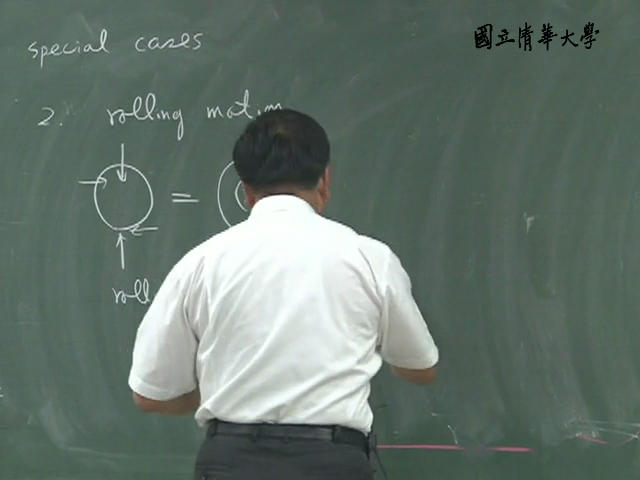 special cases
國立清華大學
2. rolling motion
=
roll